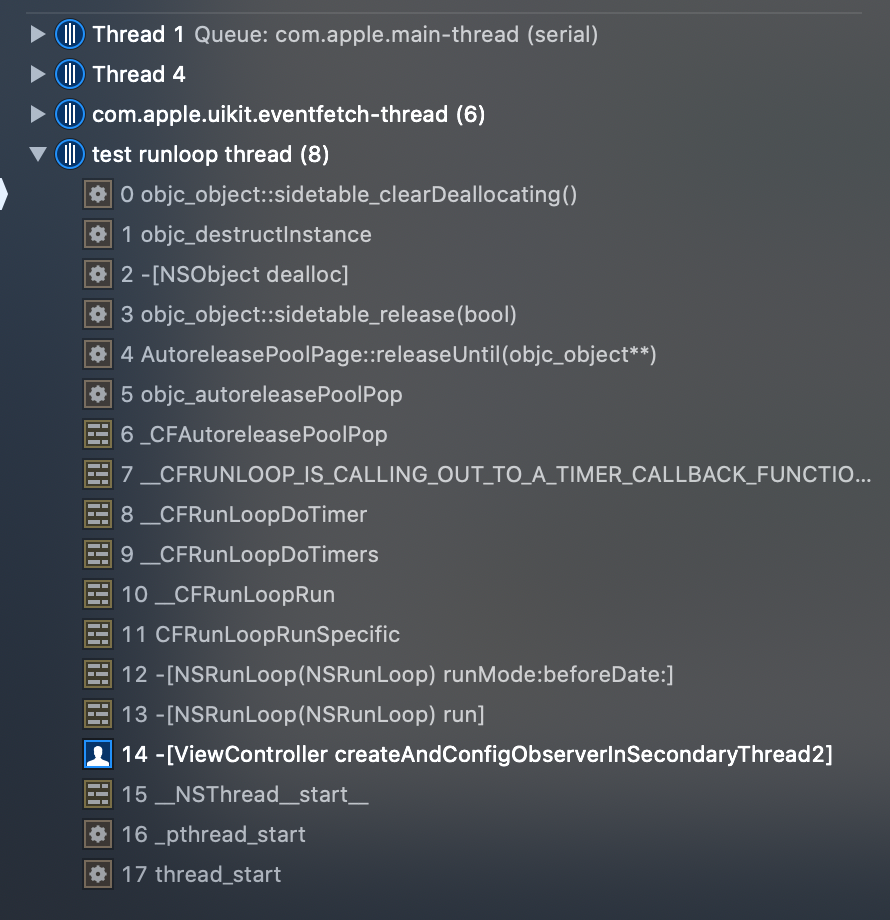 Thread 1 Queue: com.apple.main-thread (serial)
Thread 4
com.apple.uikit.eventfetch-thread (6)
test runloop thread (8)
0 objc_object::sidetable_clearDeallocating()
1 objc_destructInstance
2 -[NSObject dealloc]
3 objc_object::sidetable_release(bool)
4 AutoreleasePoolPage::releaseUntil(objc_object**)
5 objc_autoreleasePoolPop
6 _CFAutoreleasePoolPop
7 __CFRUNLOOP_IS_CALLING_OUT_TO_A_TIMER_CALLBACK_FUNCTIO...
8 __CFRunLoopDoTimer
9 __CFRunLoopDoTimers
10 __CFRunLoopRun
11 CFRunLoopRunSpecific
12 -[NSRunLoop(NSRunLoop) runMode:beforeDate:]
13 -[NSRunLoop(NSRunLoop) run]
14 -[ViewController createAndConfigObserverInSecondaryThread2]
15 __NSThread__start__
16 _pthread_start
17 thread_start